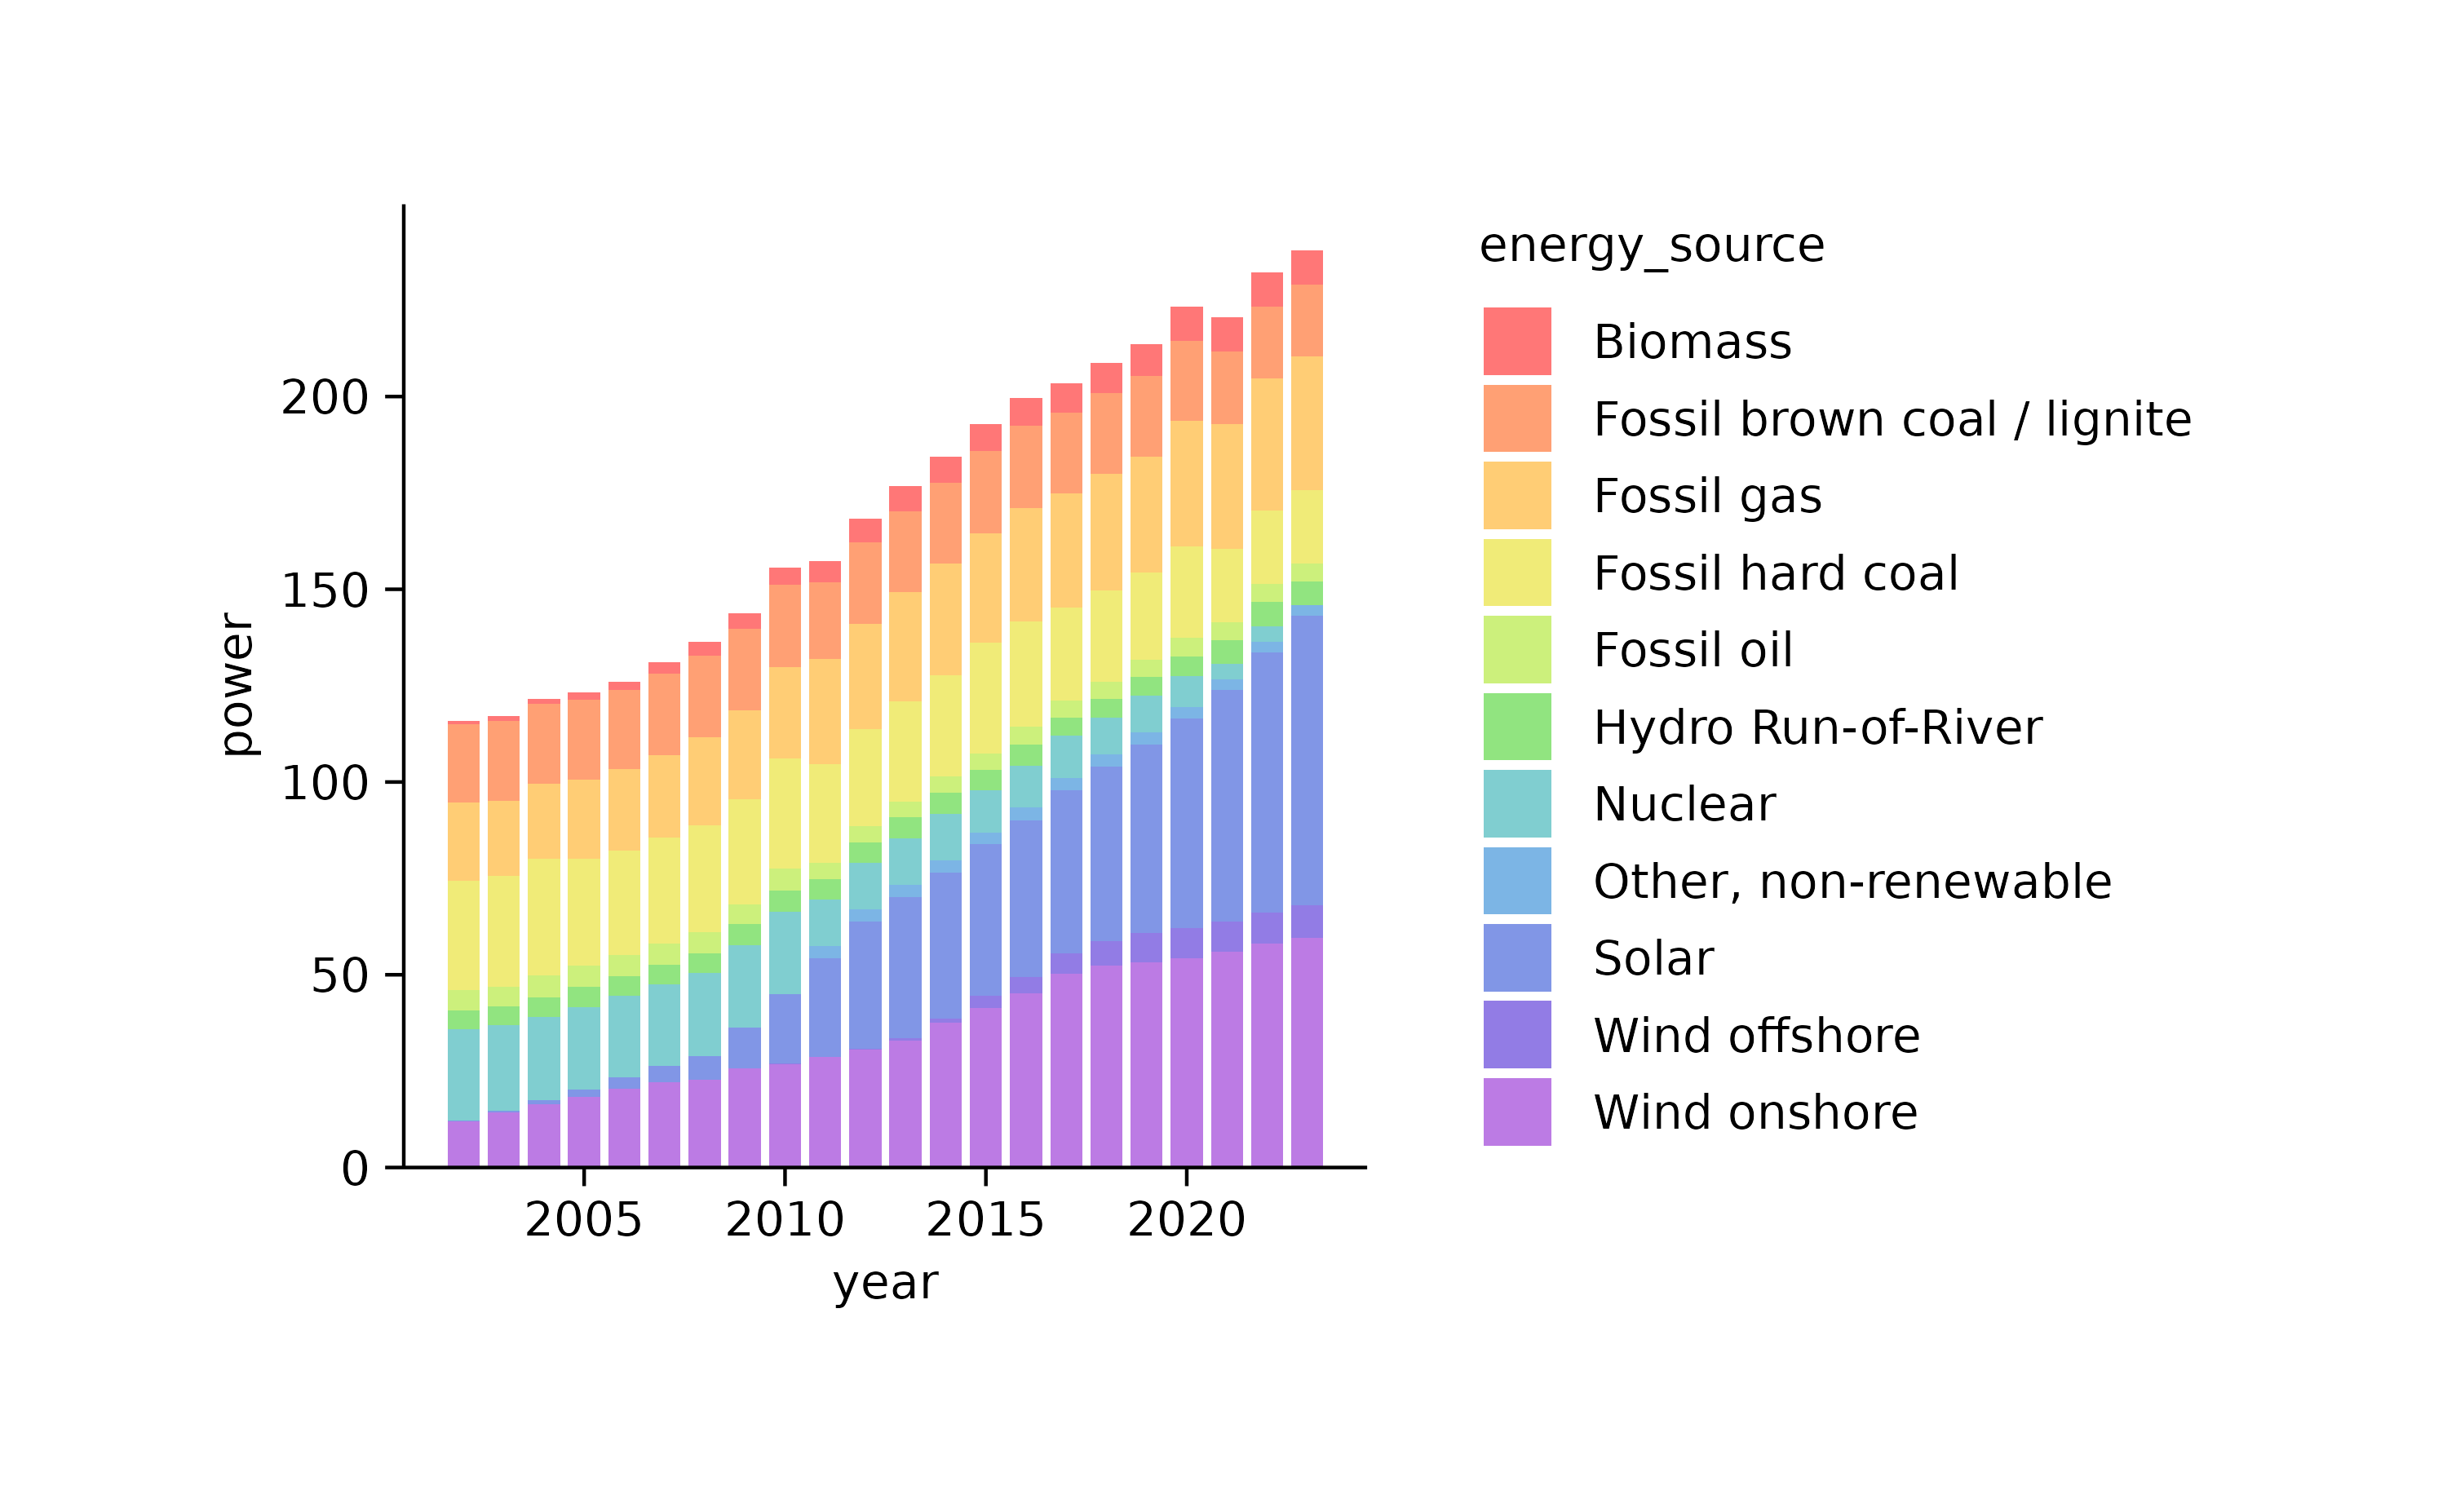 power
200
150
100
50
0
2005 2010 2015 2020
year
energy_source
Biomass
Fossil brown coal / lignite
Fossil gas
Fossil hard coal
Fossil oil
Hydro Run-of-River
Nuclear
Other, non-renewable
Solar
Wind offshore
Wind onshore